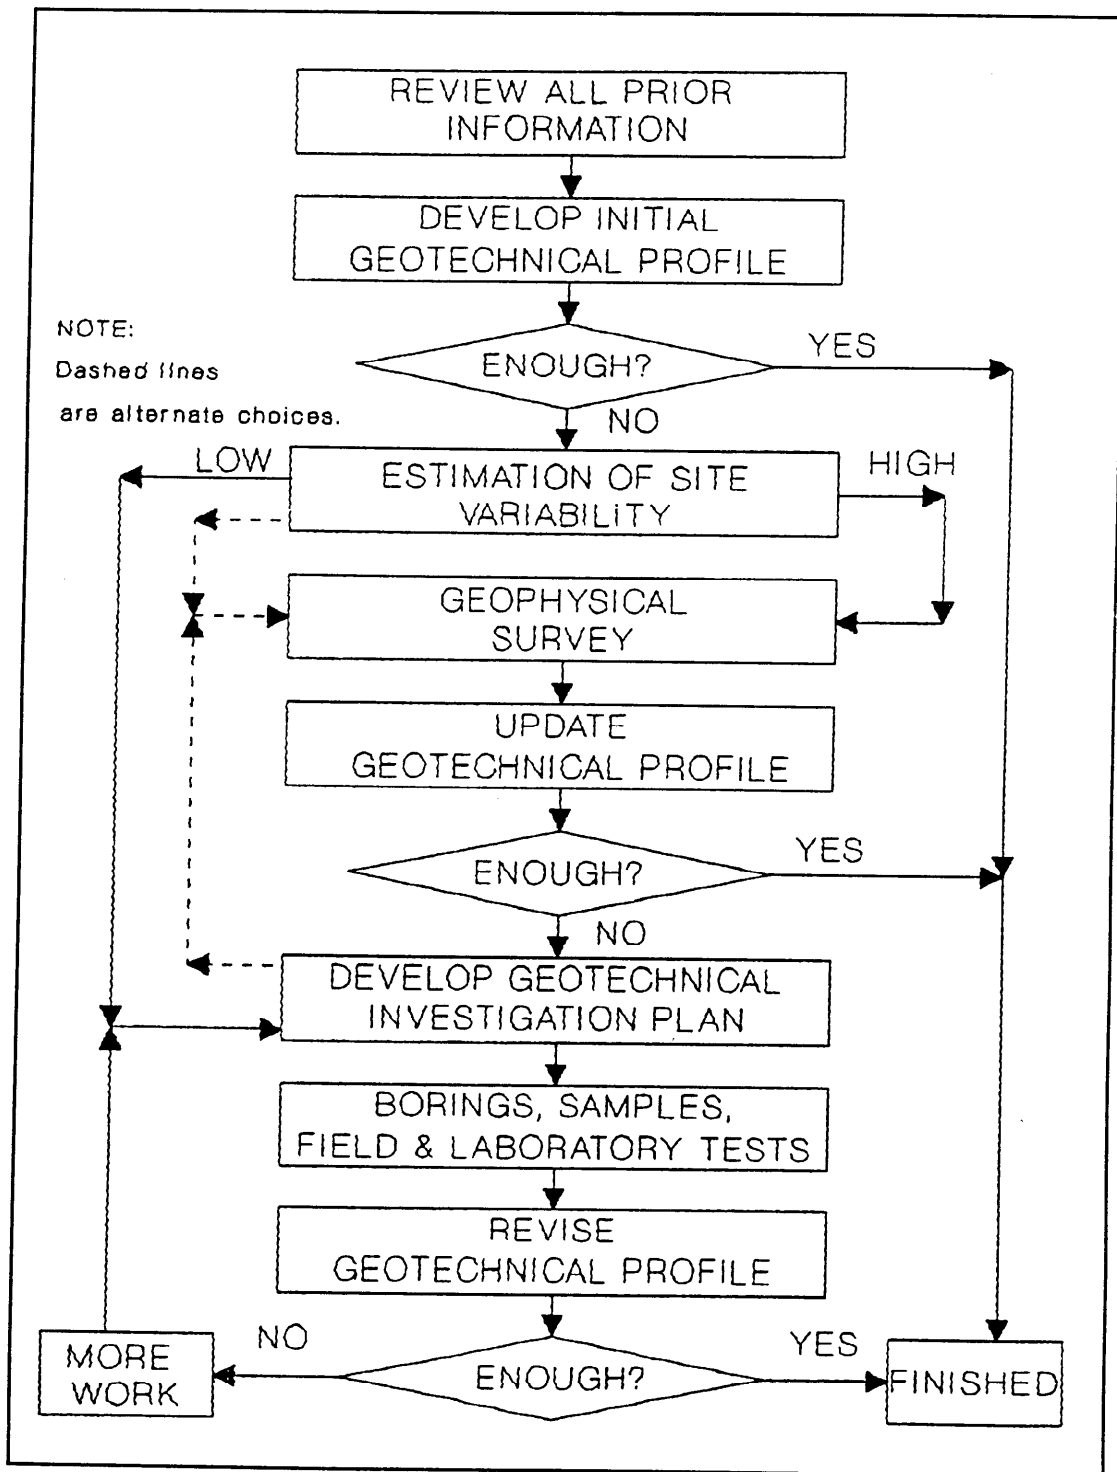 REVIEW ALL PRIOR
INFORMATION
DEVELOP INITIAL
GEOTECHNICAL PROFILE
NOTE:
Dashed lines
are alternate choices.
ENOUGH?
YES
NO
LOW
ESTIMATION OF SITE
VARIABILITY
HIGH
GEOPHYSICAL
SURVEY
UPDATE
GEOTECHNICAL PROFILE
ENOUGH?
YES
NO
DEVELOP GEOTECHNICAL
INVESTIGATION PLAN
BORINGS, SAMPLES,
FIELD & LABORATORY TESTS
REVISE
GEOTECHNICAL PROFILE
MORE
WORK
NO
ENOUGH?
YES
FINISHED